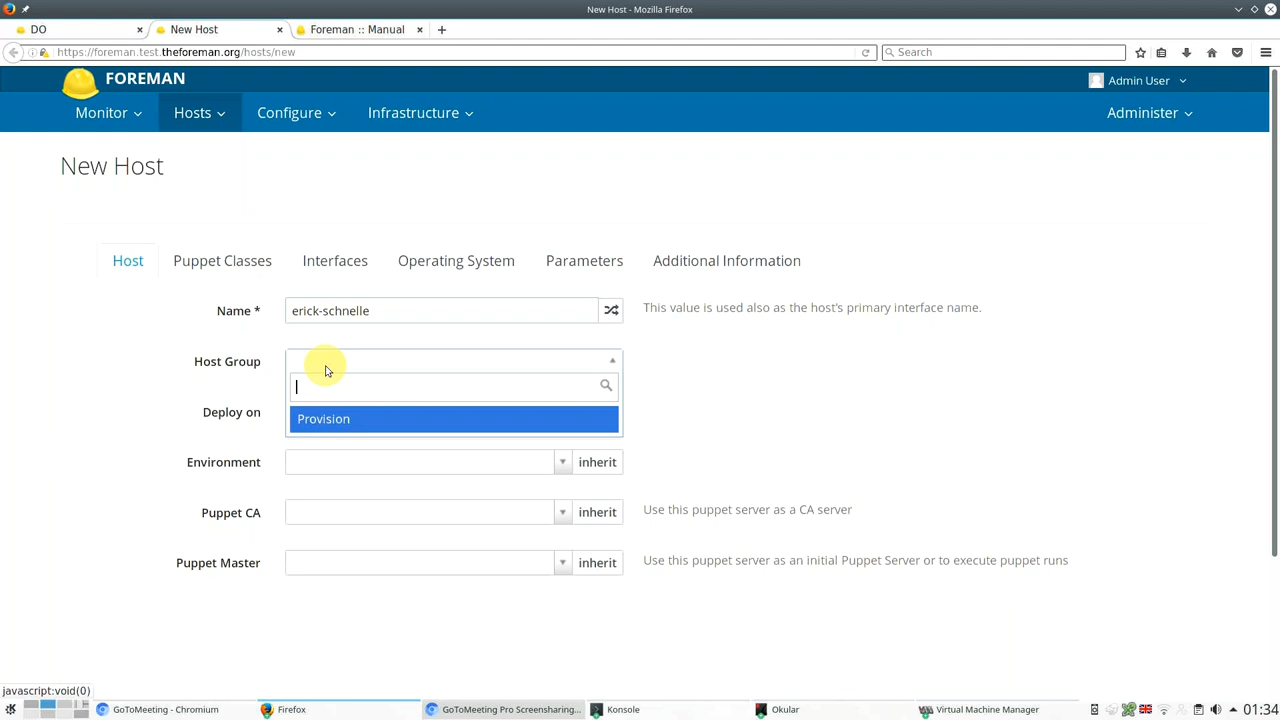 New Host - Mozilla Firefox
DO × New Host × Foreman :: Manual × +
https://foreman.test.theforeman.org/hosts/new Search
FOREMAN Admin User
Monitor Hosts Configure Infrastructure Administer
New Host
Host Puppet Classes Interfaces Operating System Parameters Additional Information
Name * erick-schnelle This value is used also as the host's primary interface name.
Host Group
Deploy on
Provision
Environment inherit
Puppet CA inherit Use this puppet server as a CA server
Puppet Master inherit Use this puppet server as an initial Puppet Server or to execute puppet runs
javascript:void(0)
GoToMeeting - Chromium Firefox GoToMeeting Pro Screensharing... Konsole Okular Virtual Machine Manager 01:34